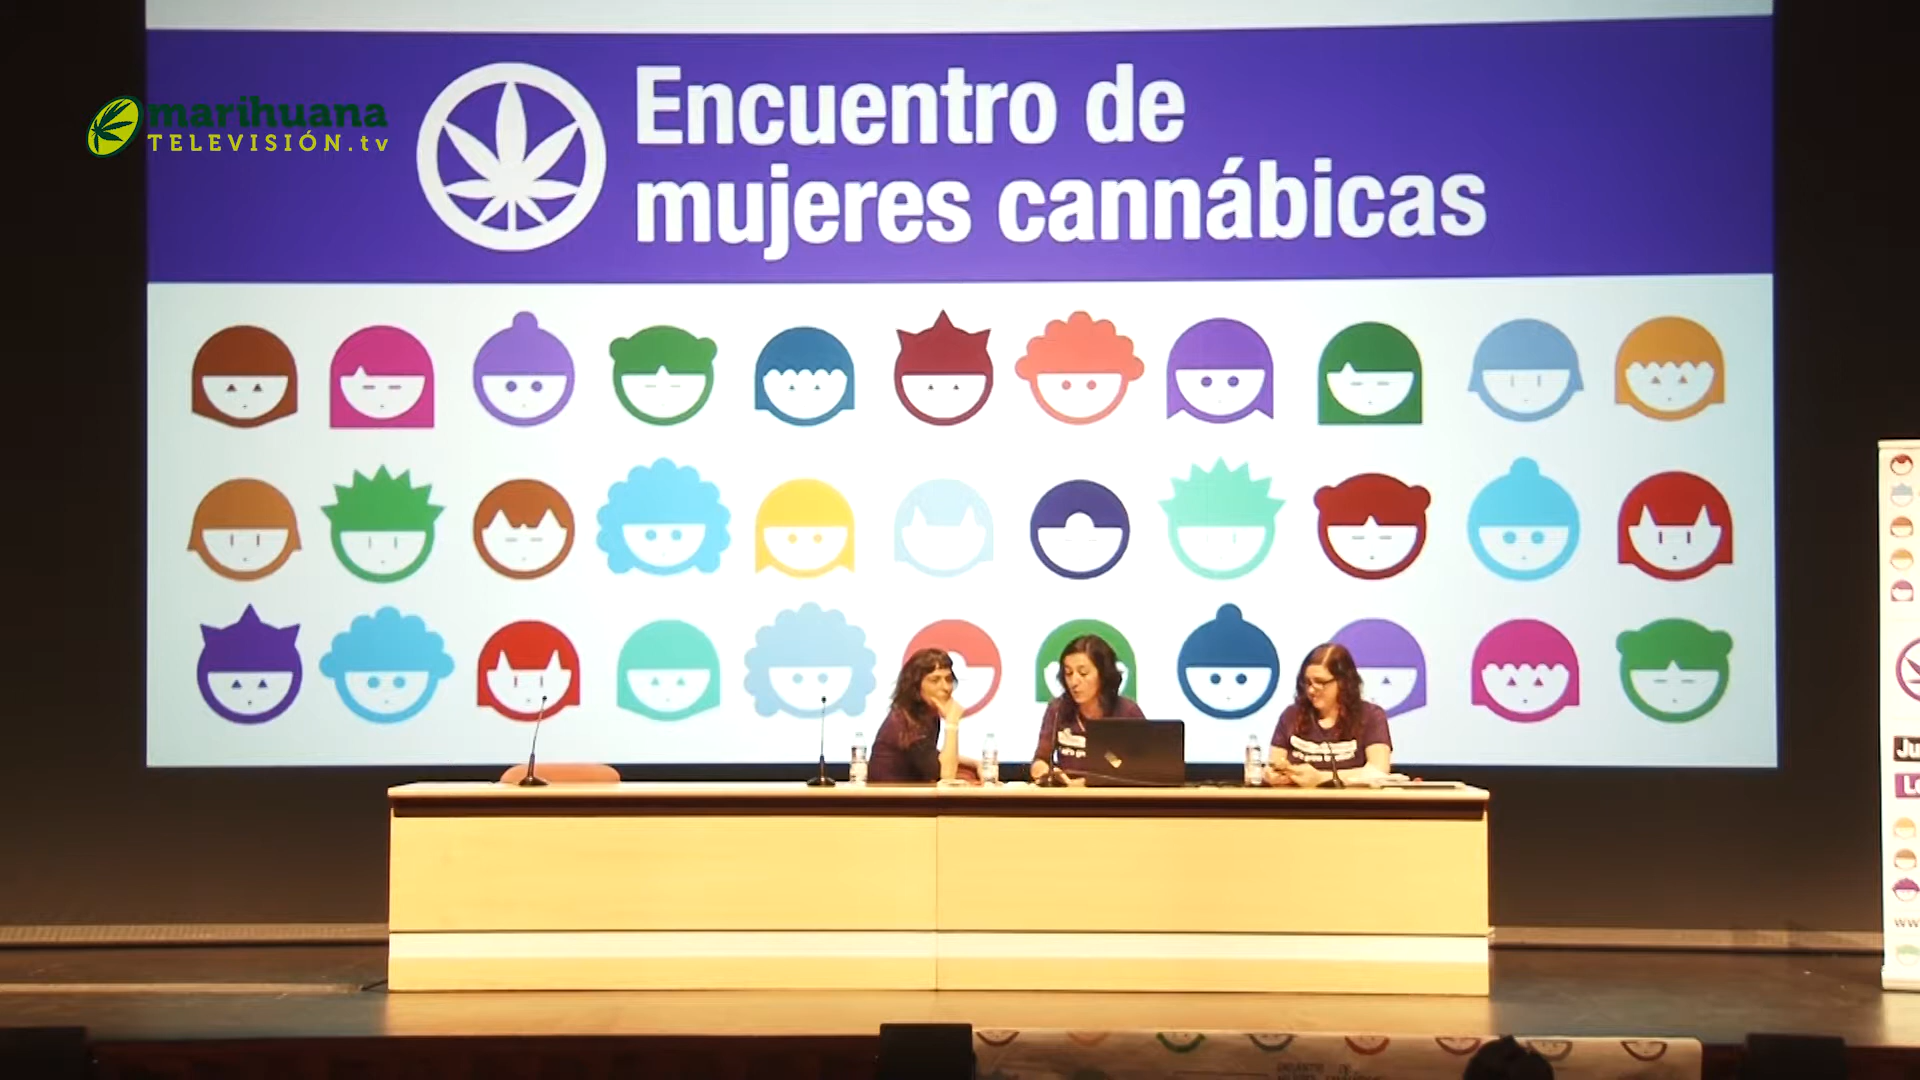 marihuana
TELEVISIÓN.tv
Encuentro de
mujeres cannábicas